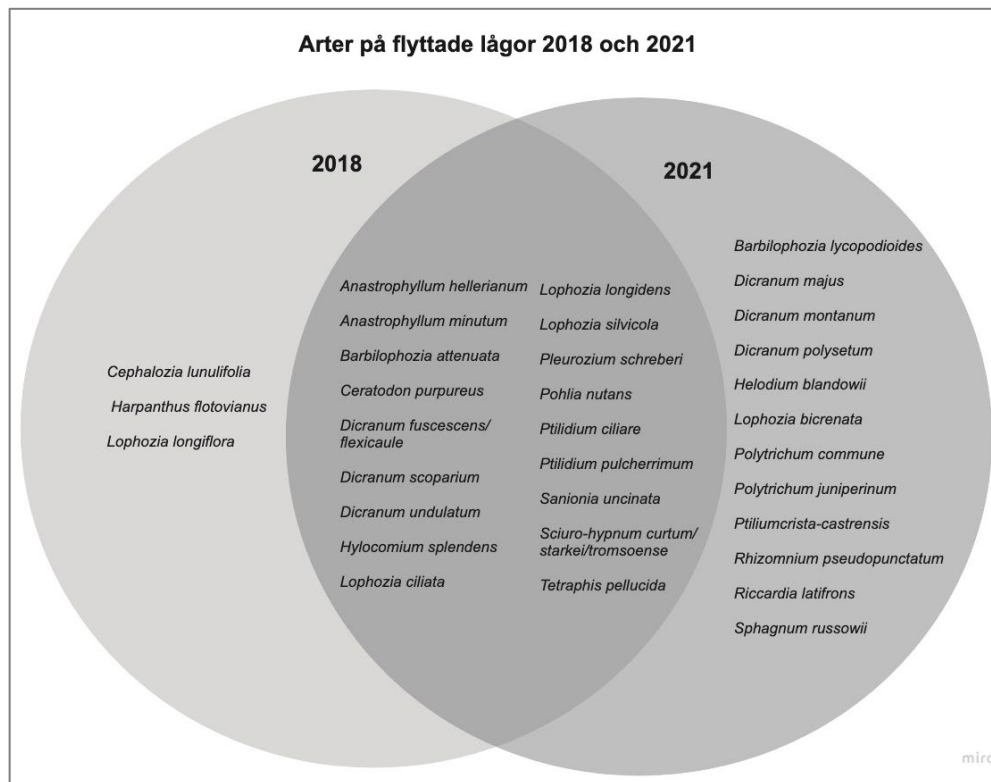 Arter på flyttade lågor 2018 och 2021
2018
2021
Cephalozia lunulifolia
Harpanthus flotovianus
Lophozia longiflora
Anastrophyllum hellerianum
Anastrophyllum minutum
Barbilophozia attenuata
Ceratodon purpureus
Dicranum fuscescens/
flexicaule
Dicranum scoparium
Dicranum undulatum
Hylocomium splendens
Lophozia ciliata
Lophozia longidens
Lophozia silvicola
Pleurozium schreberi
Pohlia nutans
Ptilidium ciliare
Ptilidium pulcherrimum
Sanionia uncinata
Sciuro-hypnum curtum/
starkei/tromsoense
Tetraphis pellucida
Barbilophozia lycopodioides
Dicranum majus
Dicranum montanum
Dicranum polysetum
Helodium blandowii
Lophozia bicrenata
Polytrichum commune
Polytrichum juniperinum
Ptiliumcrista-castrensis
Rhizomnium pseudopunctatum
Riccardia latifrons
Sphagnum russowii